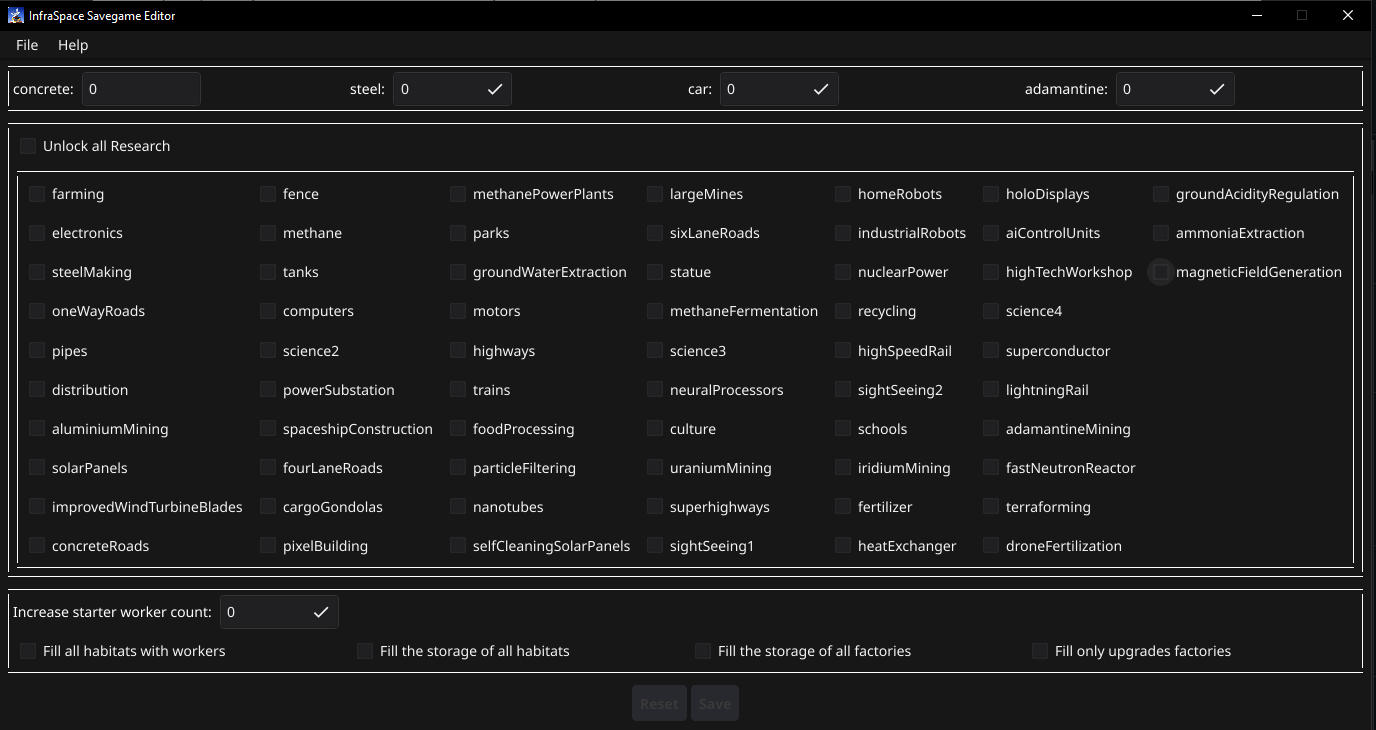 InfraSpace Savegame Editor
File Help
concrete: 0 steel: 0 car: 0 adamantine: 0
Unlock all Research
farming fence methanePowerPlants largeMines homeRobots holoDisplays groundAcidityRegulation
electronics methane parks sixLaneRoads industrialRobots aiControlUnits ammoniaExtraction
steelMaking tanks groundWaterExtraction statue nuclearPower highTechWorkshop magneticFieldGeneration
oneWayRoads computers motors methaneFermentation recycling science4
pipes science2 highways science3 highSpeedRail superconductor
distribution powerSubstation trains neuralProcessors sightSeeing2 lightningRail
aluminiumMining spaceshipConstruction foodProcessing culture schools adamantineMining
solarPanels fourLaneRoads particleFiltering uraniumMining iridiumMining fastNeutronReactor
improvedWindTurbineBlades cargoGondolas nanotubes superhighways fertilizer terraforming
concreteRoads pixelBuilding selfCleaningSolarPanels sightSeeing1 heatExchanger droneFertilization
Increase starter worker count: 0
Fill all habitats with workers Fill the storage of all habitats Fill the storage of all factories Fill only upgrades factories
Reset Save